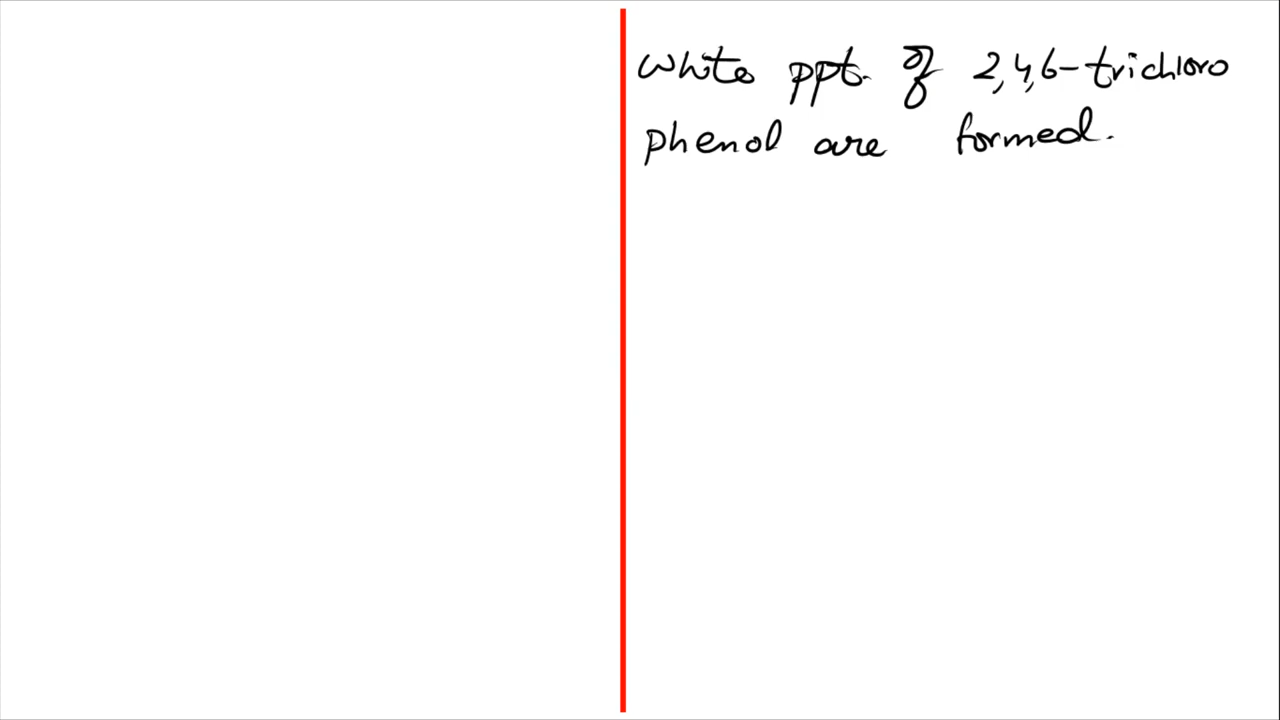 white ppt. of 2,4,6-trichloro
phenol are formed.